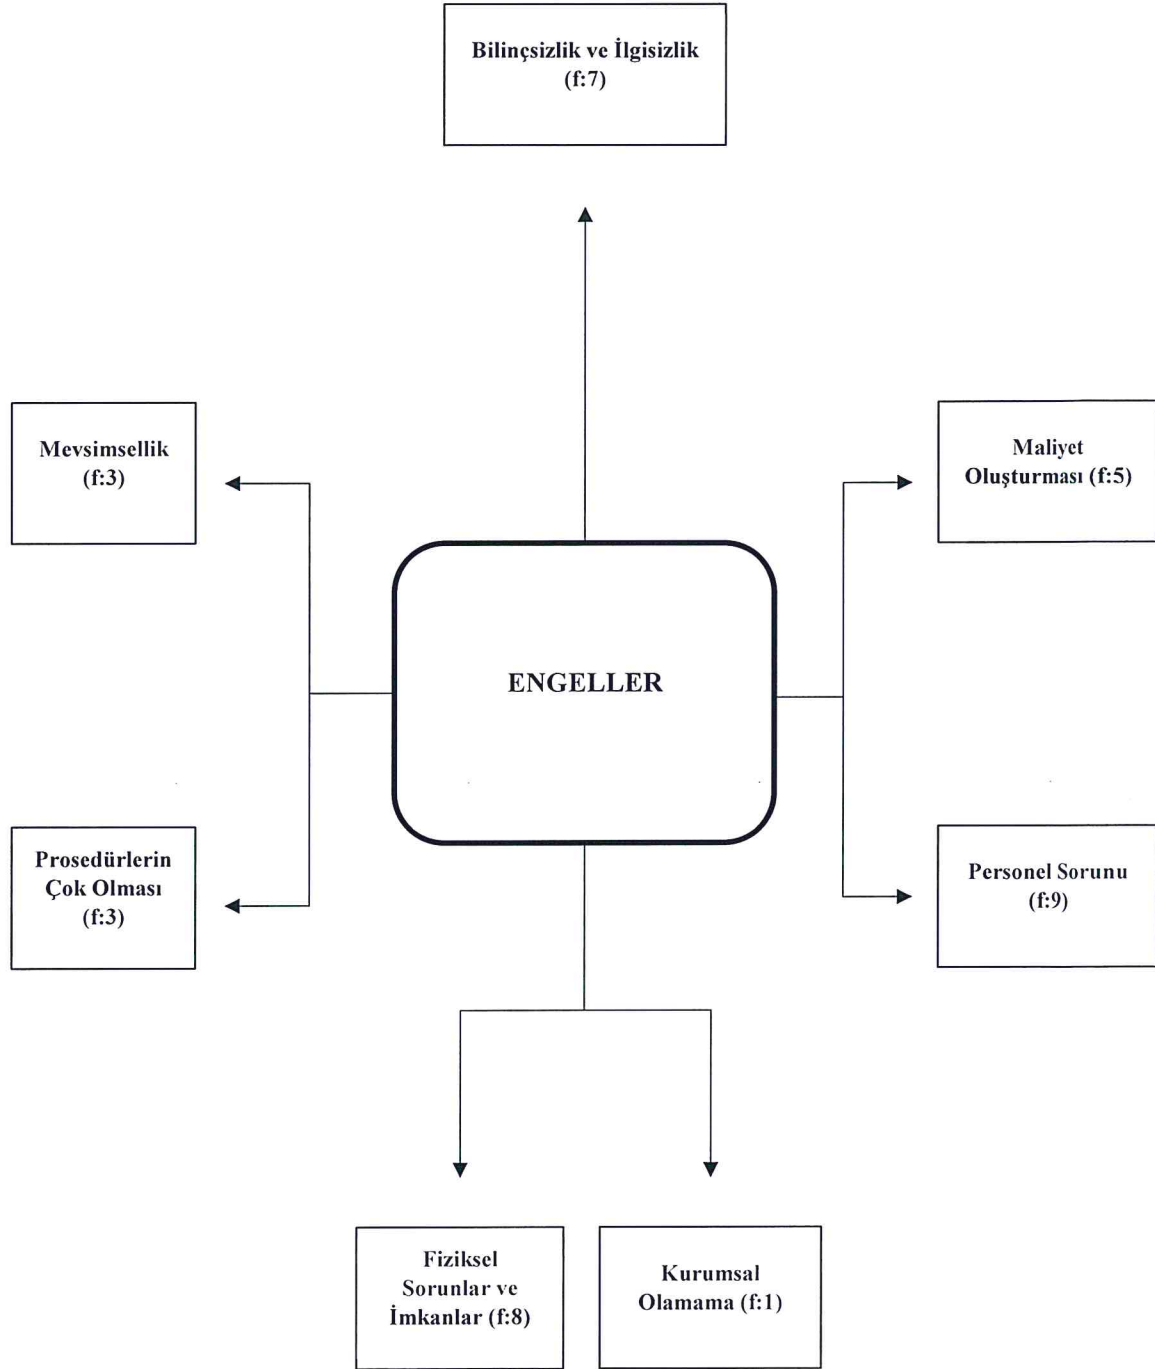 Bilinçsizlik ve İlgisizlik
(f:7)
Mevsimsellik
(f:3)
Maliyet
Oluşturması (f:5)
ENGELLER
Prosedürlerin
Çok Olması
(f:3)
Personel Sorunu
(f:9)
Fiziksel
Sorunlar ve
İmkanlar (f:8)
Kurumsal
Olamama (f:1)